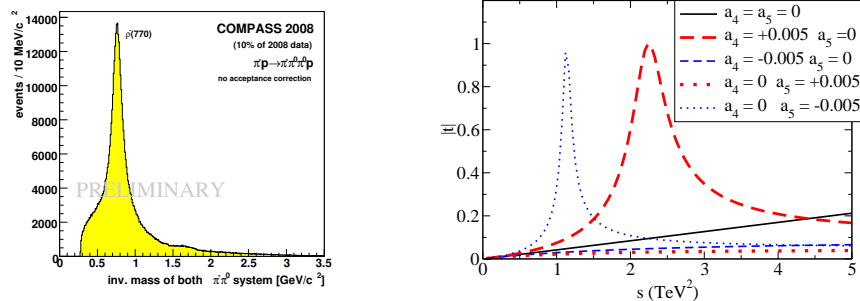 COMPASS 2008
(10% of 2008 data)
π⁻p→π⁻π⁰π⁰p
no acceptance correction
ρ⁻(770)
PRELIMINARY
events / 10 MeV/c²
14000
12000
10000
8000
6000
4000
2000
0
0 0.5 1 1.5 2 2.5 3 3.5
inv. mass of both π⁻π⁰ system [GeV/c²]
a₄ = a₅ = 0
a₄ = +0.005 a₅ =0
a₄ = -0.005 a₅ = 0
a₄ = 0 a₅ = +0.005
a₄ = 0 a₅ = -0.005
|t|
1
0.8
0.6
0.4
0.2
0
0 1 2 3 4 5
s (TeV²)